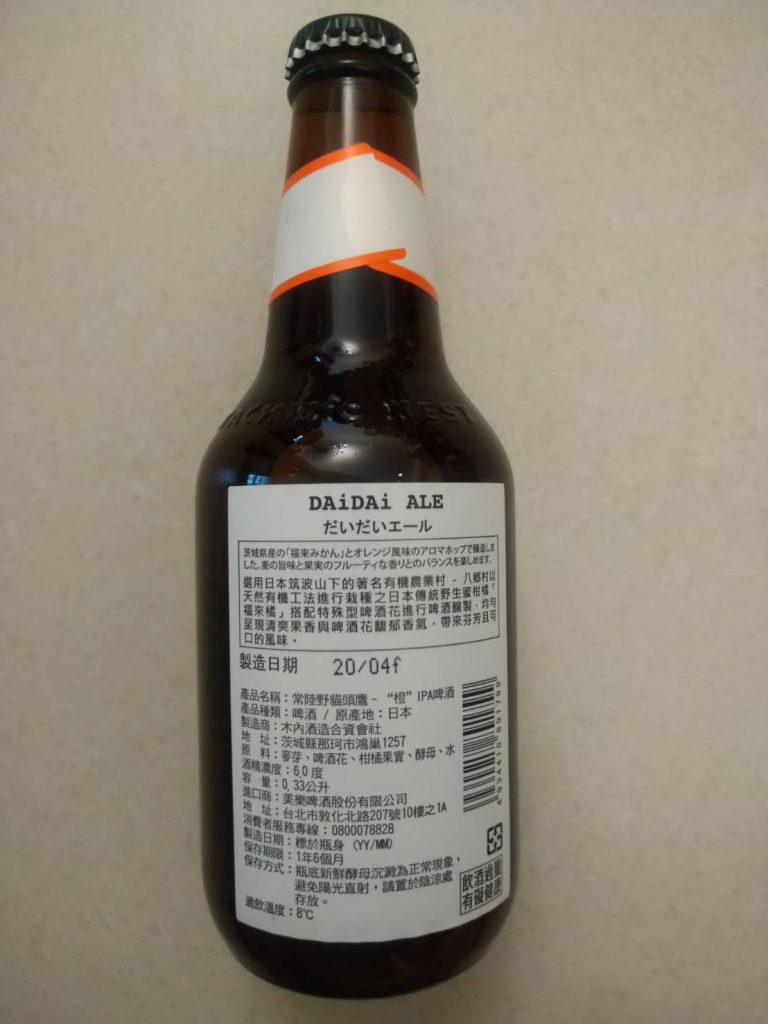 HITACHINO NEST
DAiDAi ALE
だいだいエール
茨城県産の「福来みかん」とオレンジ風味のアロマホップで醸造しま
した。麦の旨味と果実のフルーティな香りとのバランスを楽しめます。
選用日本筑波山下的著名有機農業村 - 八鄉村以
天然有機工法進行栽種之日本傳統野生蜜柑橘「
福來橘」搭配特殊型啤酒花進行啤酒釀製，均勻
呈現清爽果香與啤酒花馥郁香氣，帶來芬芳且可
口的風味。
製造日期 20/04f
產品名稱：常陸野貓頭鷹 - “橙” IPA啤酒
產品種類：啤酒 / 原產地：日本
製造商：木內酒造合資會社
地 址：茨城縣那珂市鴻巢1257
原 料：麥芽、啤酒花、柑橘果實、酵母、水
酒精濃度：6.0 度
容 量：0.33公升
進口商：美樂啤酒股份有限公司
地 址：台北市敦化北路207號10樓之1A
消費者服務專線：0800078828
製造日期：標於瓶身 (YY/MM)
保存期限：1年6個月
保存方式：瓶底新鮮酵母沉澱為正常現象，
避免陽光直射，請置於陰涼處
存放。
適飲溫度：8℃
4 934418 891799
飲酒過量
有礙健康